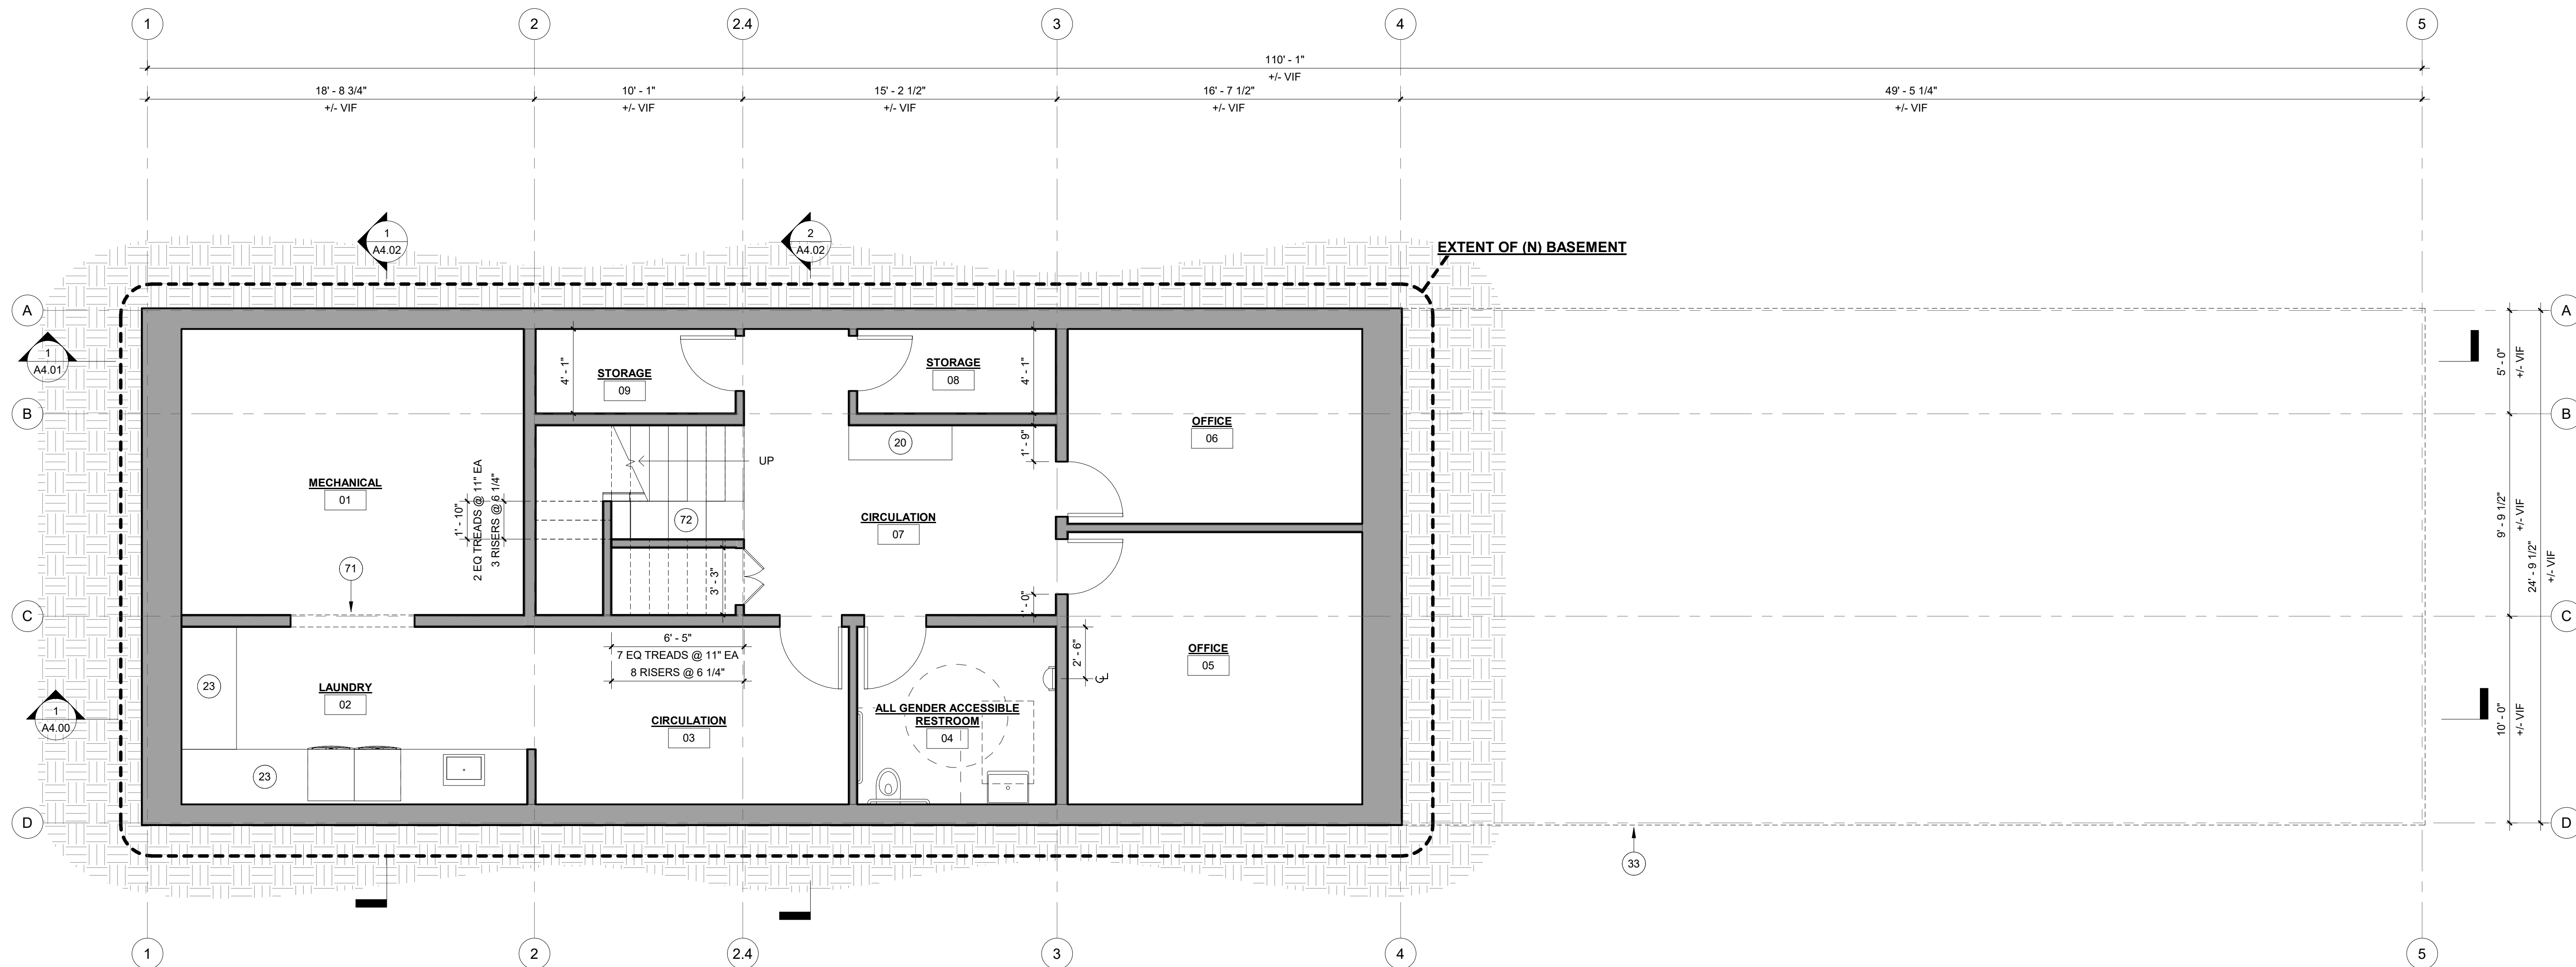 1 2 2.4 3 4 5
110' - 1"
+/- VIF
18' - 8 3/4" 10' - 1" 15' - 2 1/2" 16' - 7 1/2" 49' - 5 1/4"
+/- VIF +/- VIF +/- VIF +/- VIF +/- VIF
1
A4.02
2
A4.02
EXTENT OF (N) BASEMENT
A A
1
A4.01
5' - 0"
+/- VIF
STORAGE
09
4' - 1"
STORAGE
08
4' - 1"
B B
OFFICE
06
20
1' - 9"
UP
MECHANICAL
01
1' - 10"
2 EQ TREADS @ 11" EA
3 RISERS @ 6 1/4"
72
CIRCULATION
07
9' - 9 1/2"
+/- VIF
24' - 9 1/2"
+/- VIF
71
3' - 3"
C C
6' - 5"
7 EQ TREADS @ 11" EA
8 RISERS @ 6 1/4"
2' - 6"
OFFICE
05
23
LAUNDRY
02
1
A4.00
CIRCULATION
03
ALL GENDER ACCESSIBLE
RESTROOM
04
10' - 0"
+/- VIF
23
D D
33
1 2 2.4 3 4 5